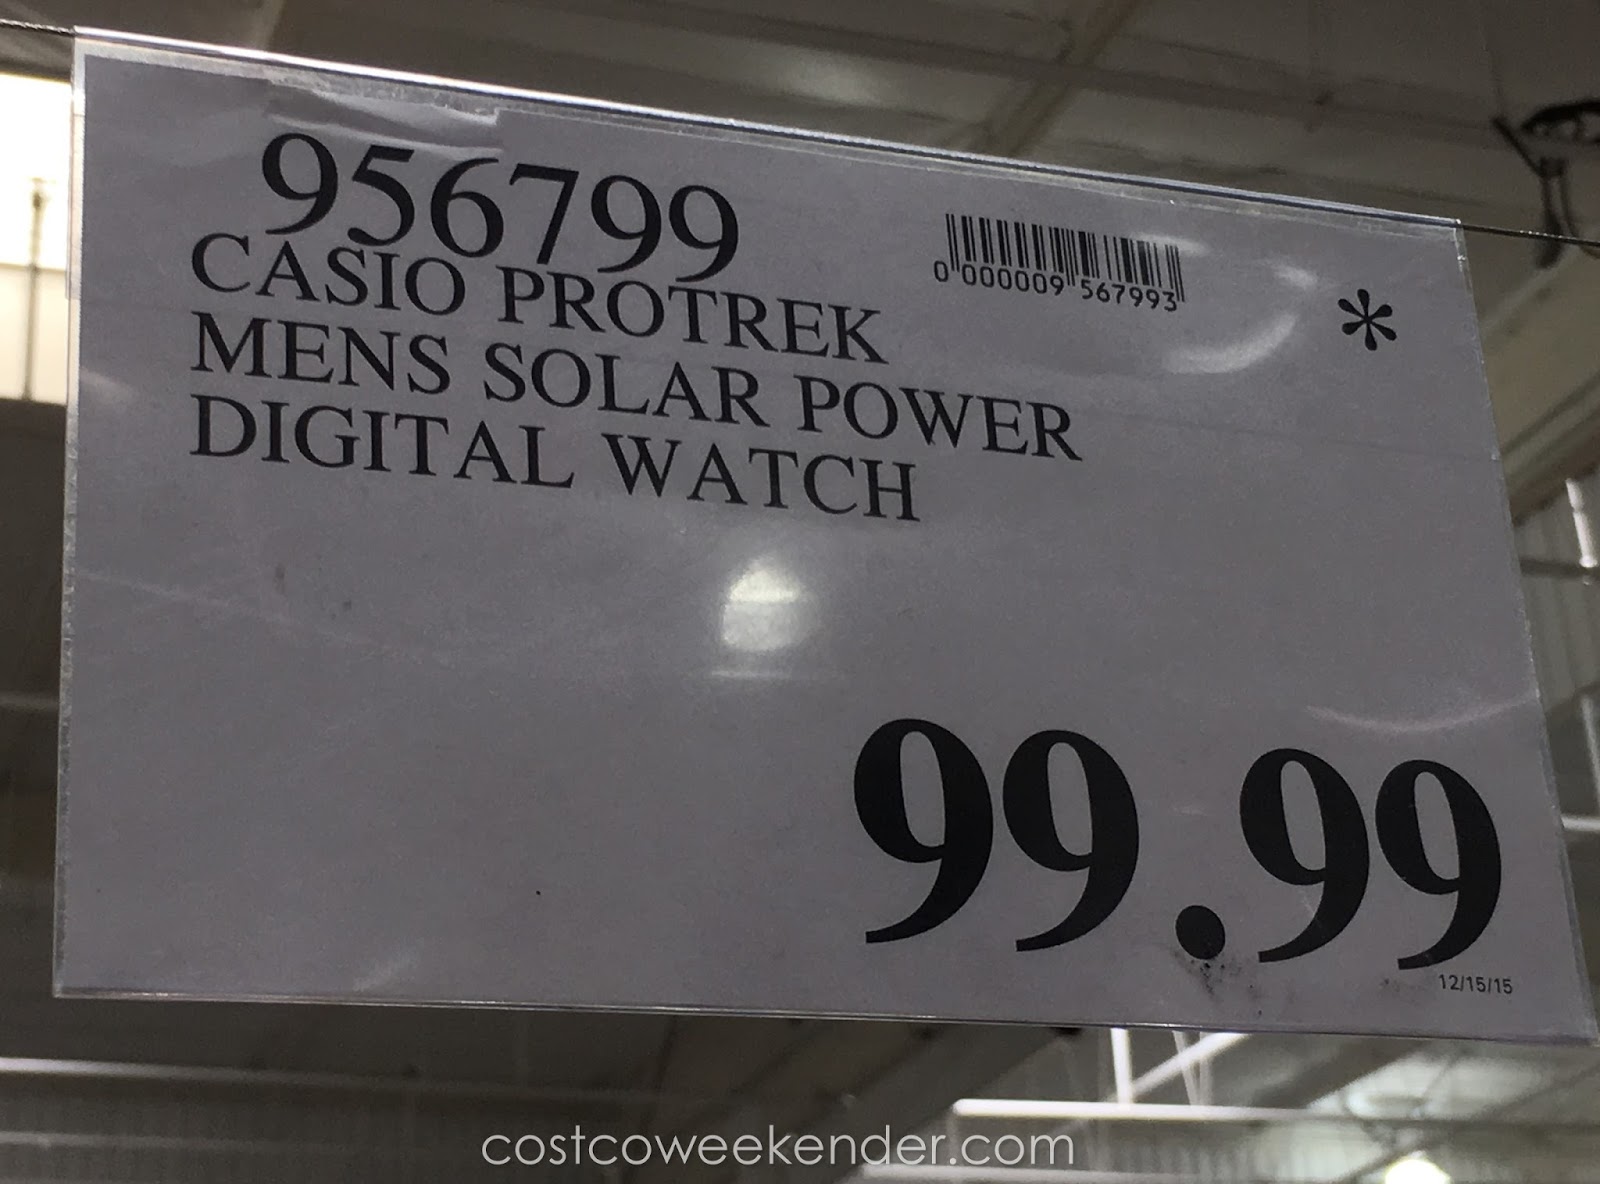 956799
CASIO PROTREK
MENS SOLAR POWER
DIGITAL WATCH
0 000009 567993
*
99.99
12/15/15
costcoweekender.com